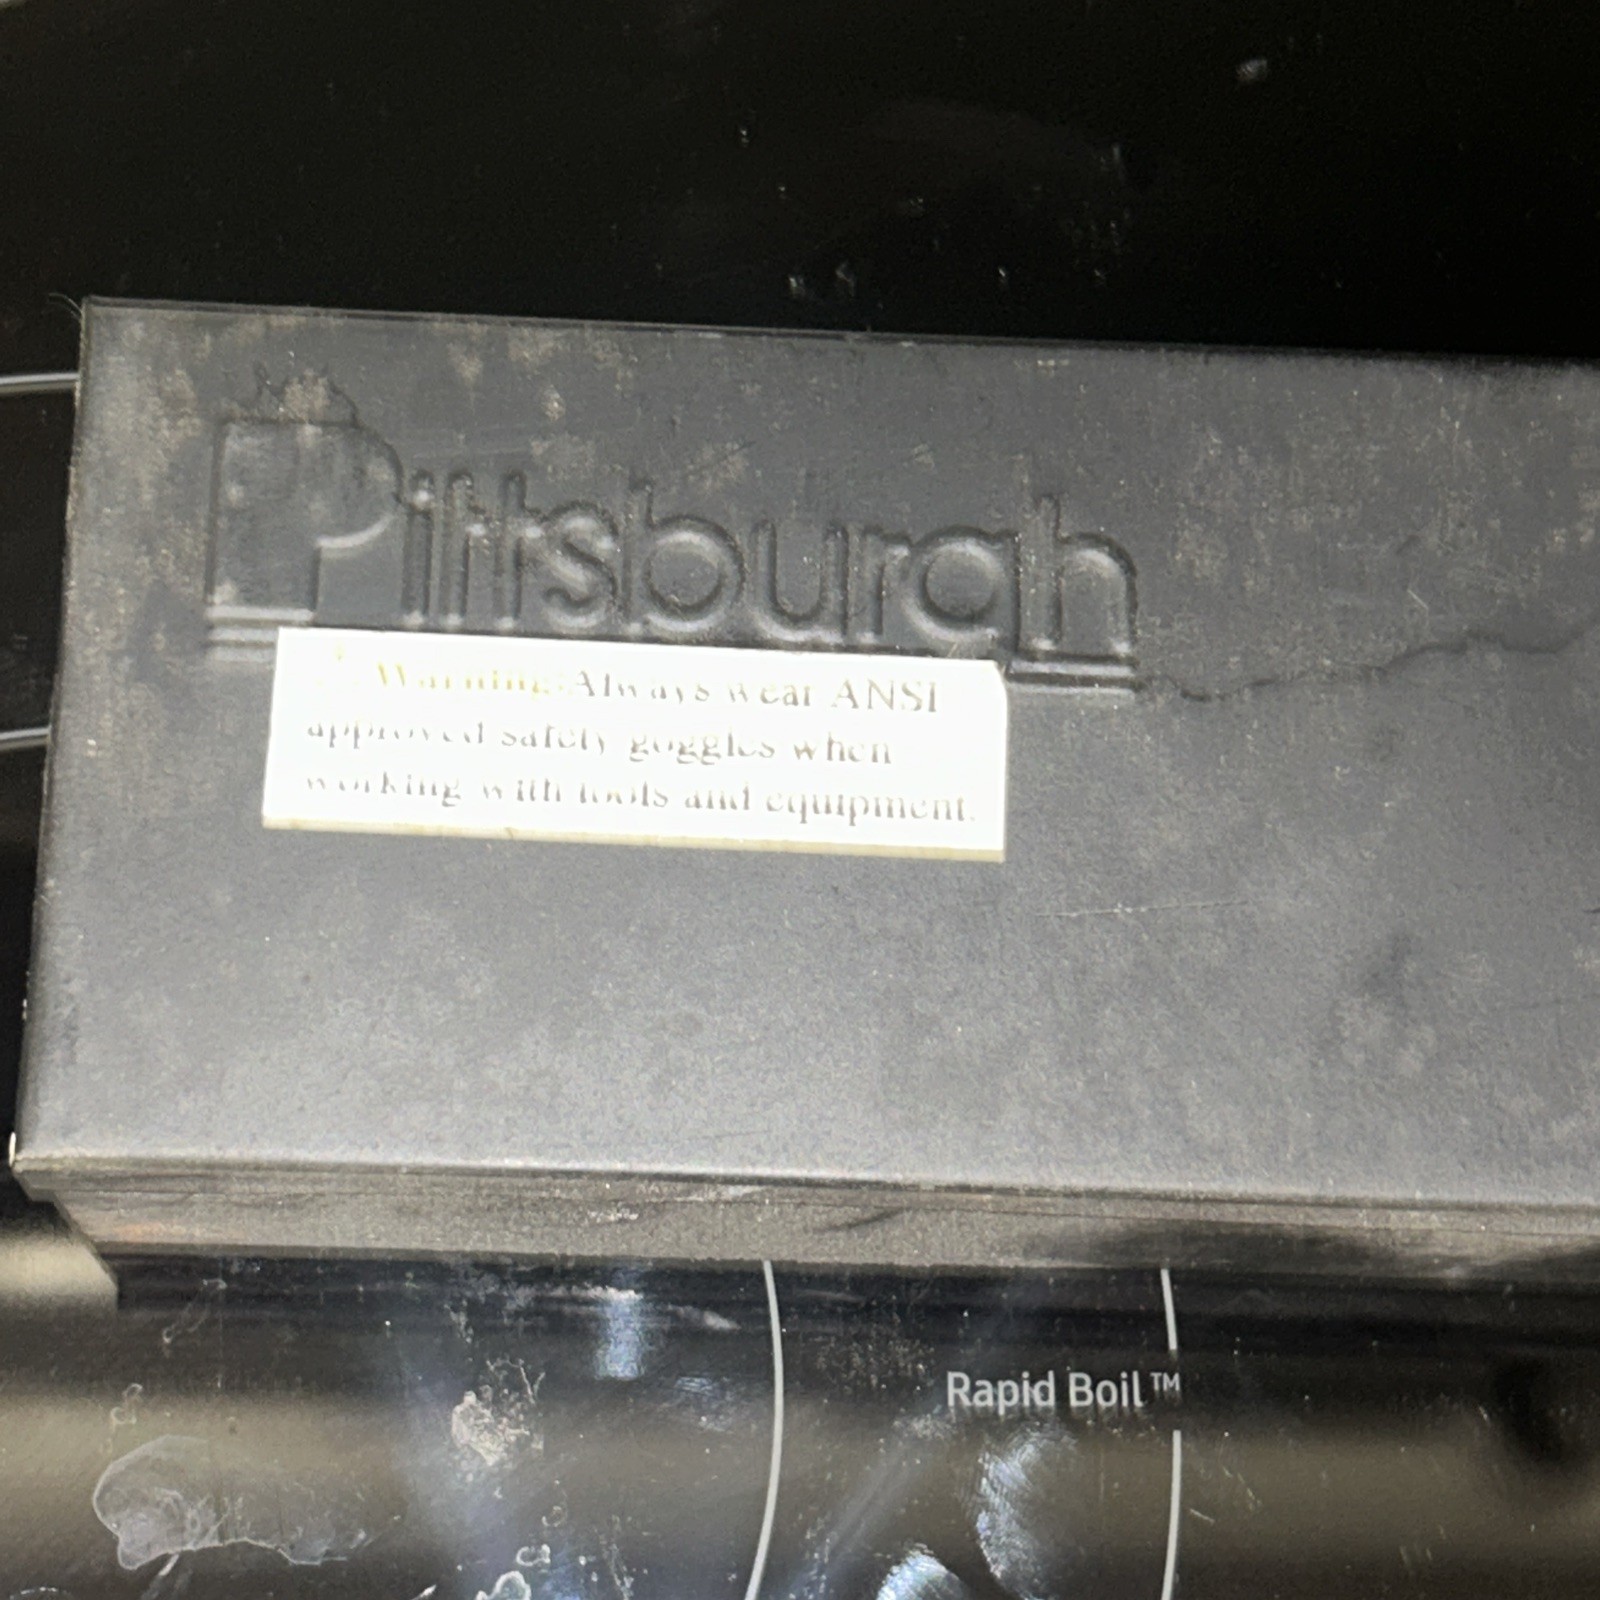 Pittsburgh
Warning: Always wear ANSI
approved safety goggles when
working with tools and equipment.
Rapid Boil™